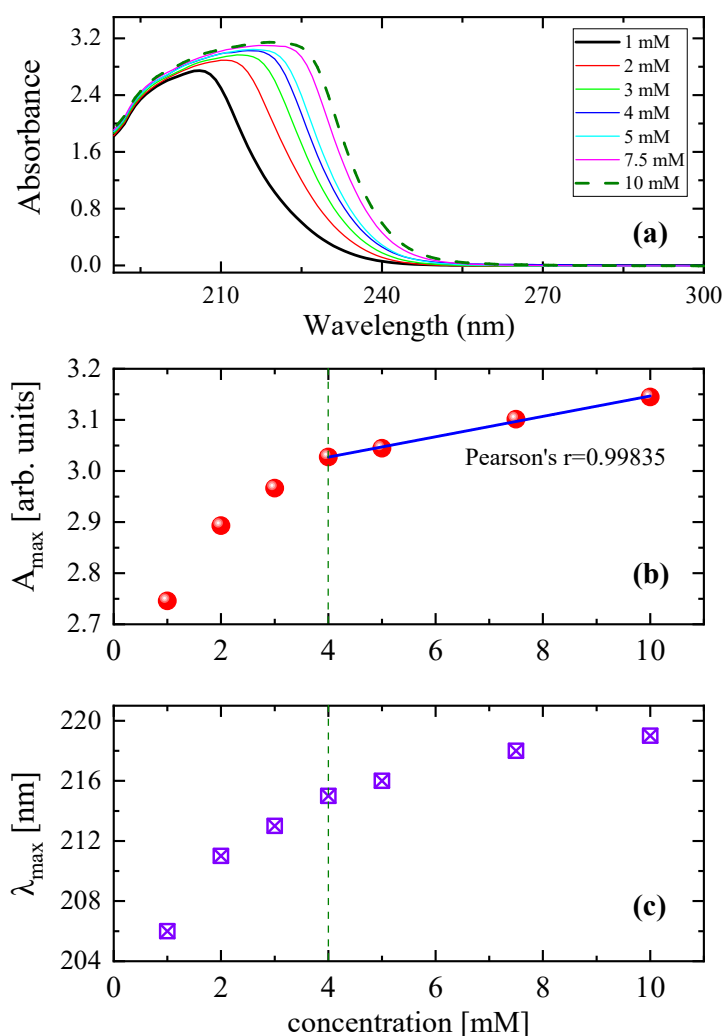 3.2
2.4
1.6
0.8
0.0
Absorbance
1 mM
2 mM
3 mM
4 mM
5 mM
7.5 mM
10 mM
(a)
210 240 270 300
Wavelength (nm)
3.2
3.1
3.0
2.9
2.8
2.7
A_max [arb. units]
Pearson's r=0.99835
(b)
0 2 4 6 8 10
220
216
212
208
204
λ_max [nm]
(c)
0 2 4 6 8 10
concentration [mM]